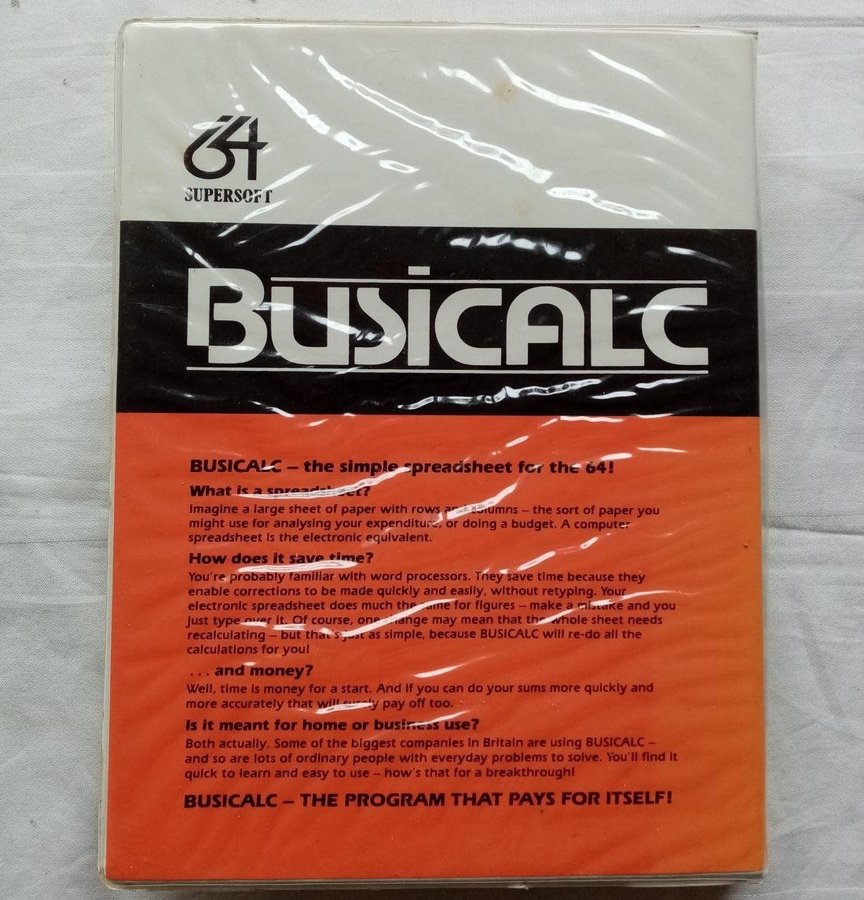 64
SUPERSOFT
BUSICALC
BUSICALC – the simple spreadsheet for the 64!
What is a spreadsheet?
Imagine a large sheet of paper with rows and columns – the sort of paper you
might use for analysing your expenditure, or doing a budget. A computer
spreadsheet is the electronic equivalent.
How does it save time?
You're probably familiar with word processors. They save time because they
enable corrections to be made quickly and easily, without retyping. Your
electronic spreadsheet does much the same for figures – make a mistake and you
just type over it. Of course, one change may mean that the whole sheet needs
recalculating – but that's just as simple, because BUSICALC will re-do all the
calculations for you!
. . . and money?
Well, time is money for a start. And if you can do your sums more quickly and
more accurately that will surely pay off too.
Is it meant for home or business use?
Both actually. Some of the biggest companies in Britain are using BUSICALC –
and so are lots of ordinary people with everyday problems to solve. You'll find it
quick to learn and easy to use – how's that for a breakthrough!
BUSICALC – THE PROGRAM THAT PAYS FOR ITSELF!